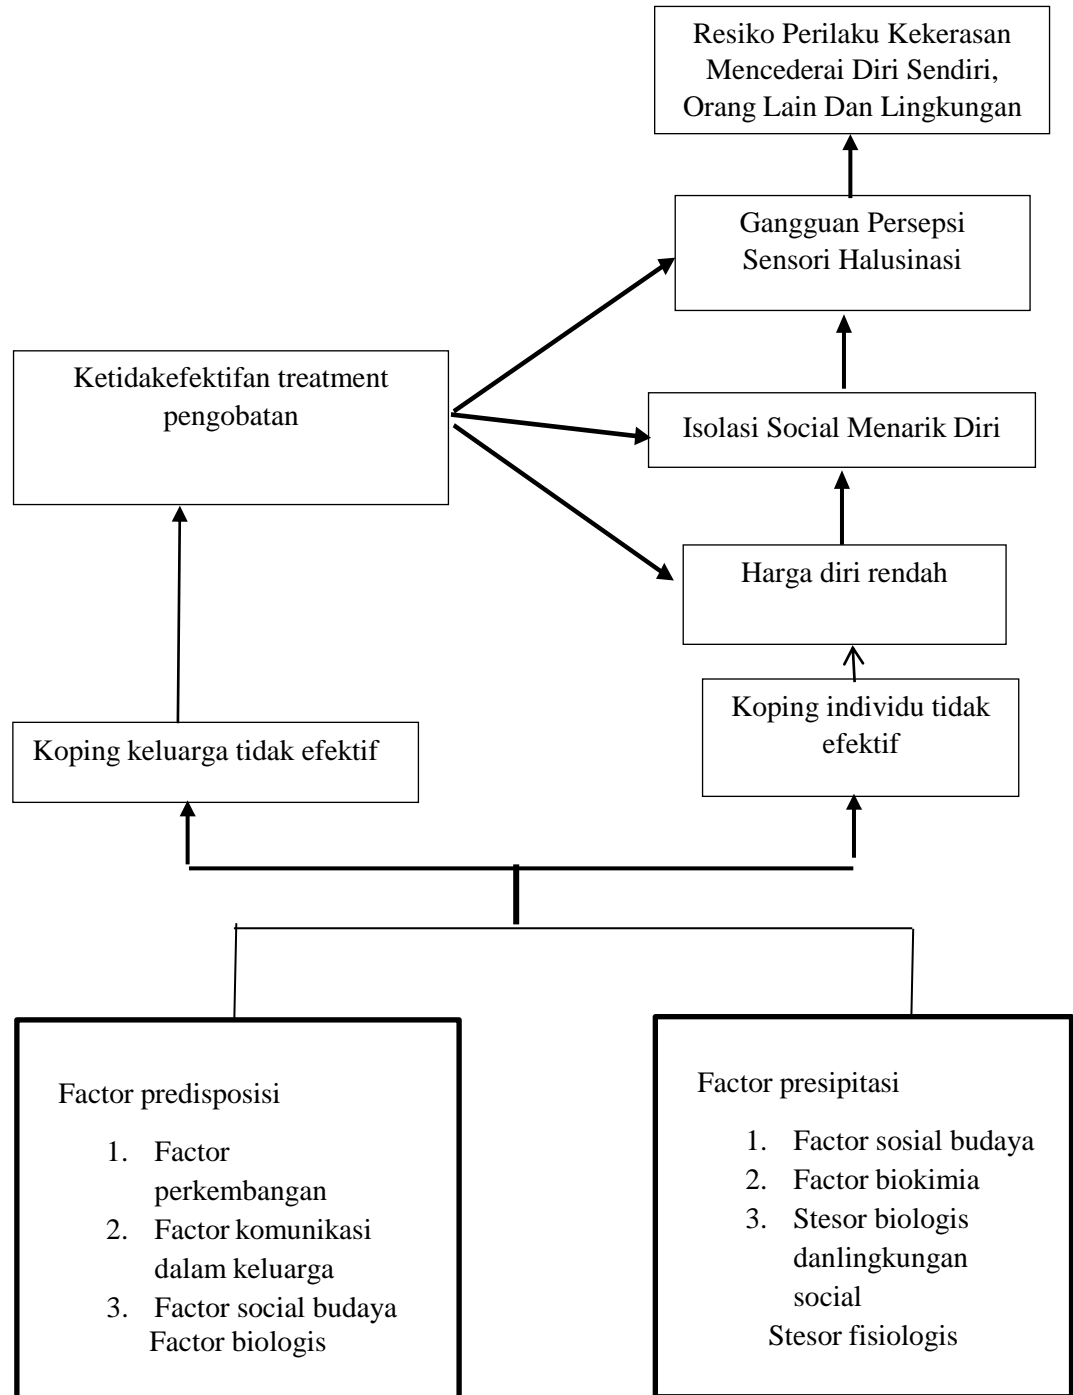 Resiko Perilaku Kekerasan
Mencederai Diri Sendiri,
Orang Lain Dan Lingkungan
Gangguan Persepsi
Sensori Halusinasi
Ketidakefektifan treatment
pengobatan
Isolasi Social Menarik Diri
Harga diri rendah
Koping individu tidak
efektif
Koping keluarga tidak efektif
Factor predisposisi
1. Factor
perkembangan
2. Factor komunikasi
dalam keluarga
3. Factor social budaya
Factor biologis
Factor presipitasi
1. Factor sosial budaya
2. Factor biokimia
3. Stesor biologis
danlingkungan
social
Stesor fisiologis